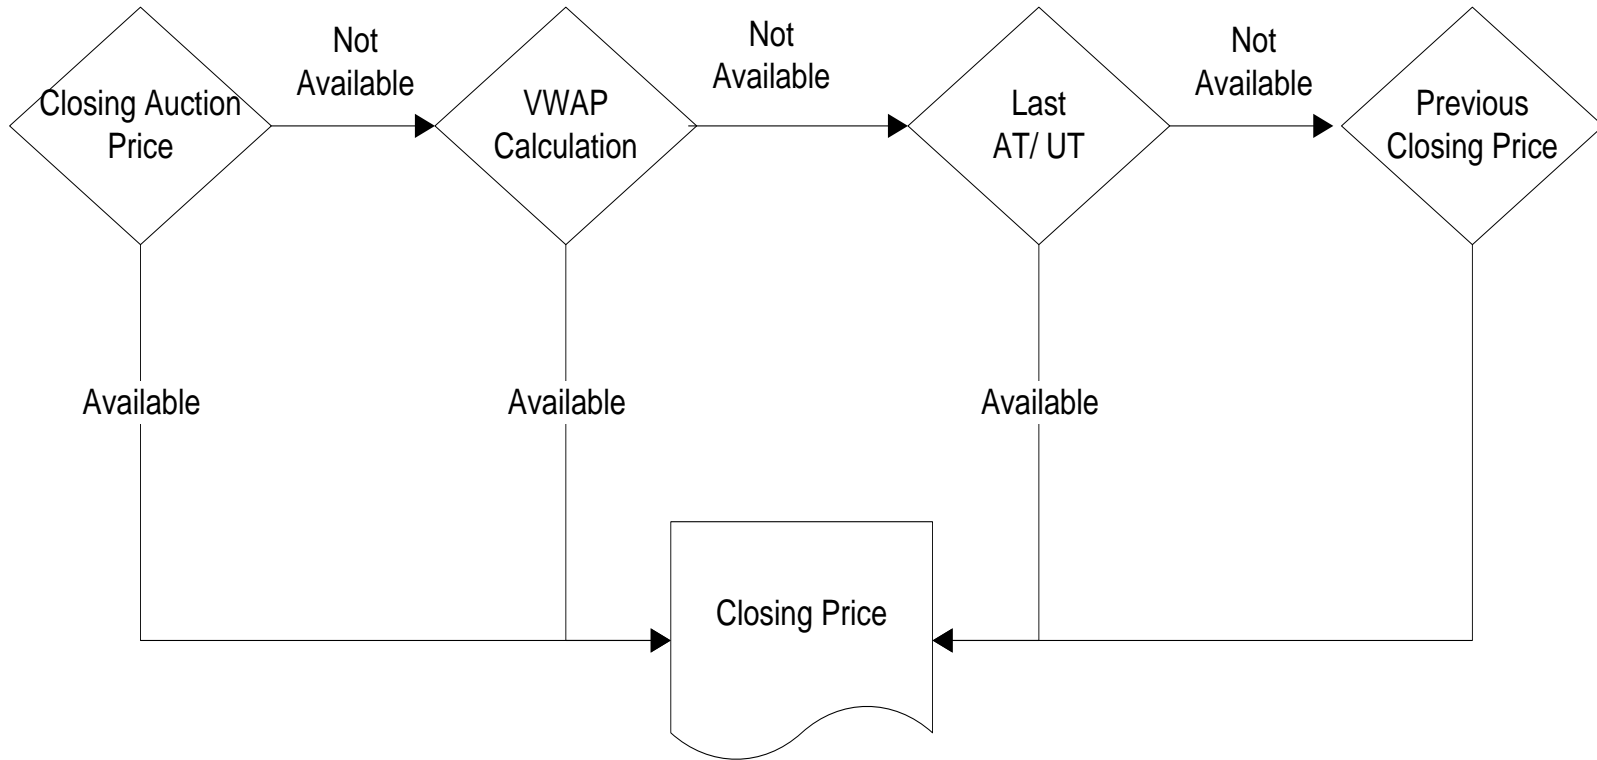 Closing Auction
Price
Not
Available
VWAP
Calculation
Not
Available
Last
AT/ UT
Not
Available
Previous
Closing Price
Available
Available
Available
Closing Price